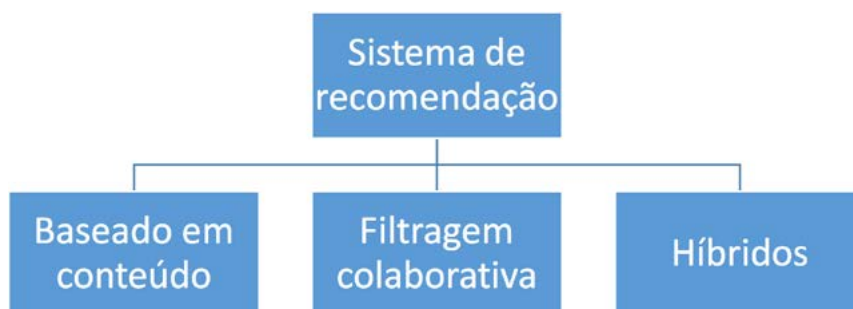 Sistema de
recomendação
Baseado em
conteúdo
Filtragem
colaborativa
Híbridos